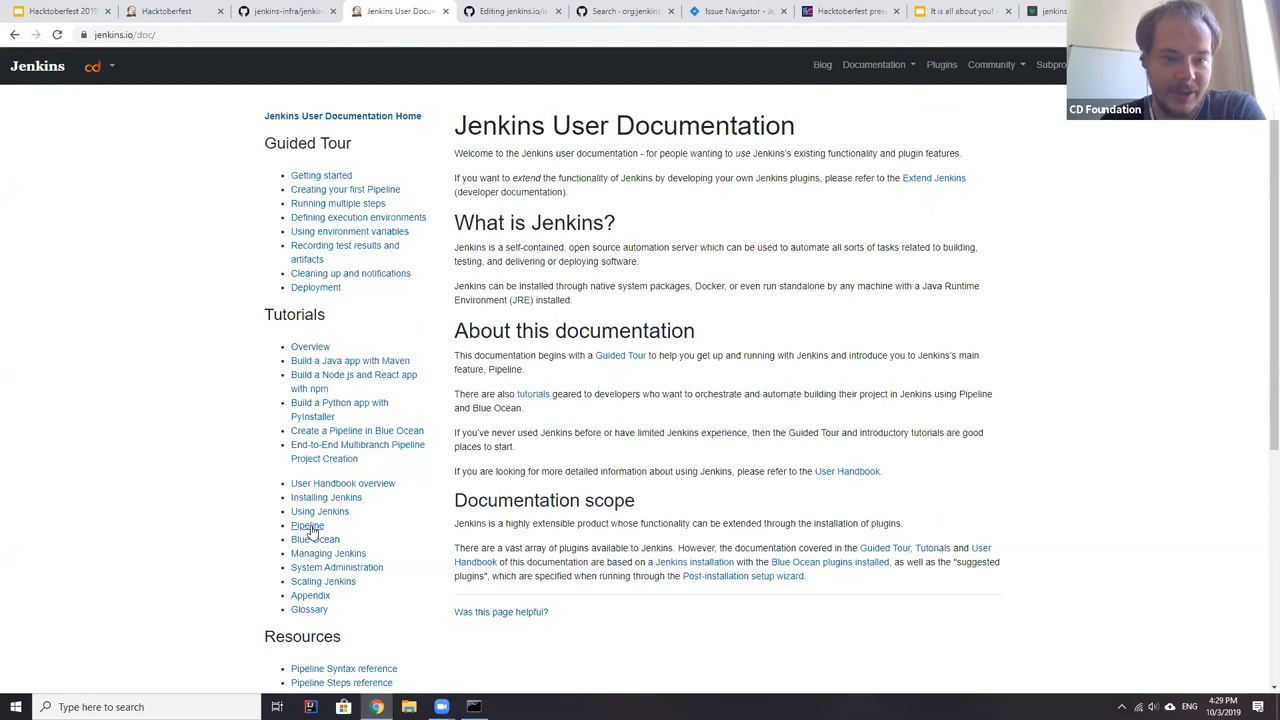 Hacktoberfest 2019
Hacktoberfest
jenkins-infra/jenkin
Jenkins User Docum
Editing jenkins.io/in
Search - org:jenkins
Issue Navigator - J
Hacktoberfest pres
It is all about you! -
jenkins
jenkins.io/doc/
Jenkins
cd
Blog
Documentation
Plugins
Community
Subpro
CD Foundation
Jenkins User Documentation Home
Guided Tour
Getting started
Creating your first Pipeline
Running multiple steps
Defining execution environments
Using environment variables
Recording test results and
artifacts
Cleaning up and notifications
Deployment
Tutorials
Overview
Build a Java app with Maven
Build a Node.js and React app
with npm
Build a Python app with
PyInstaller
Create a Pipeline in Blue Ocean
End-to-End Multibranch Pipeline
Project Creation
User Handbook overview
Installing Jenkins
Using Jenkins
Pipeline
Blue Ocean
Managing Jenkins
System Administration
Scaling Jenkins
Appendix
Glossary
Resources
Pipeline Syntax reference
Pipeline Steps reference
Jenkins User Documentation
Welcome to the Jenkins user documentation - for people wanting to use Jenkins's existing functionality and plugin features.
If you want to extend the functionality of Jenkins by developing your own Jenkins plugins, please refer to the Extend Jenkins
(developer documentation).
What is Jenkins?
Jenkins is a self-contained, open source automation server which can be used to automate all sorts of tasks related to building,
testing, and delivering or deploying software.
Jenkins can be installed through native system packages, Docker, or even run standalone by any machine with a Java Runtime
Environment (JRE) installed.
About this documentation
This documentation begins with a Guided Tour to help you get up and running with Jenkins and introduce you to Jenkins's main
feature, Pipeline.
There are also tutorials geared to developers who want to orchestrate and automate building their project in Jenkins using Pipeline
and Blue Ocean.
If you've never used Jenkins before or have limited Jenkins experience, then the Guided Tour and introductory tutorials are good
places to start.
If you are looking for more detailed information about using Jenkins, please refer to the User Handbook.
Documentation scope
Jenkins is a highly extensible product whose functionality can be extended through the installation of plugins.
There are a vast array of plugins available to Jenkins. However, the documentation covered in the Guided Tour, Tutorials and User
Handbook of this documentation are based on a Jenkins installation with the Blue Ocean plugins installed, as well as the "suggested
plugins", which are specified when running through the Post-installation setup wizard.
Was this page helpful?
Type here to search
ENG
4:29 PM
10/3/2019